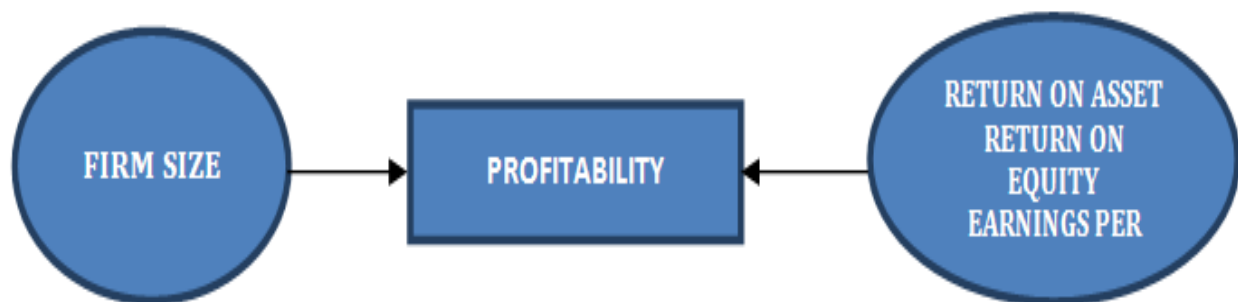 FIRM SIZE
PROFITABILITY
RETURN ON ASSET
RETURN ON
EQUITY
EARNINGS PER